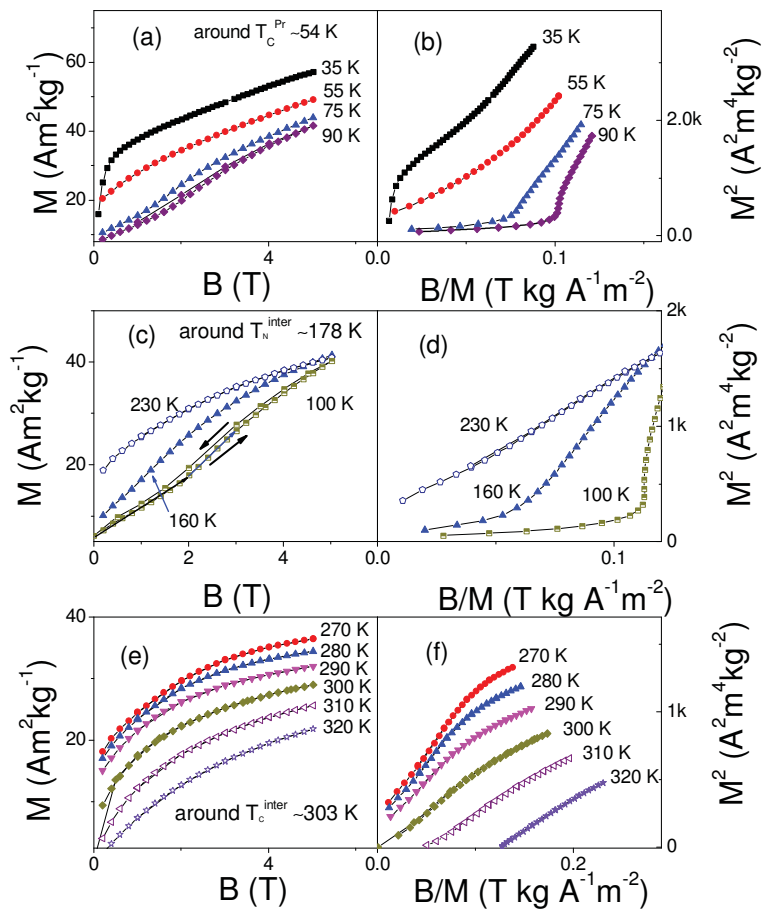 (a) around T_C^Pr ~54 K
35 K
55 K
75 K
90 K
M (Am²kg⁻¹)
60
40
20
0 2 4 6
B (T)
(b)
35 K
55 K
75 K
90 K
M² (A²m⁴kg⁻²)
2.0k
0.0
0.0 0.1
B/M (T kg A⁻¹m⁻²)
(c) around T_N^inter ~178 K
230 K
100 K
160 K
M (Am²kg⁻¹)
40
20
0 2 4
B (T)
(d)
230 K
160 K
100 K
M² (A²m⁴kg⁻²)
2k
1k
0
0.0 0.1
B/M (T kg A⁻¹m⁻²)
(e)
270 K
280 K
290 K
300 K
310 K
320 K
around T_C^inter ~303 K
M (Am²kg⁻¹)
40
20
0 2 4 6
B (T)
(f)
270 K
280 K
290 K
300 K
310 K
320 K
M² (A²m⁴kg⁻²)
1k
0
0.0 0.2
B/M (T kg A⁻¹m⁻²)